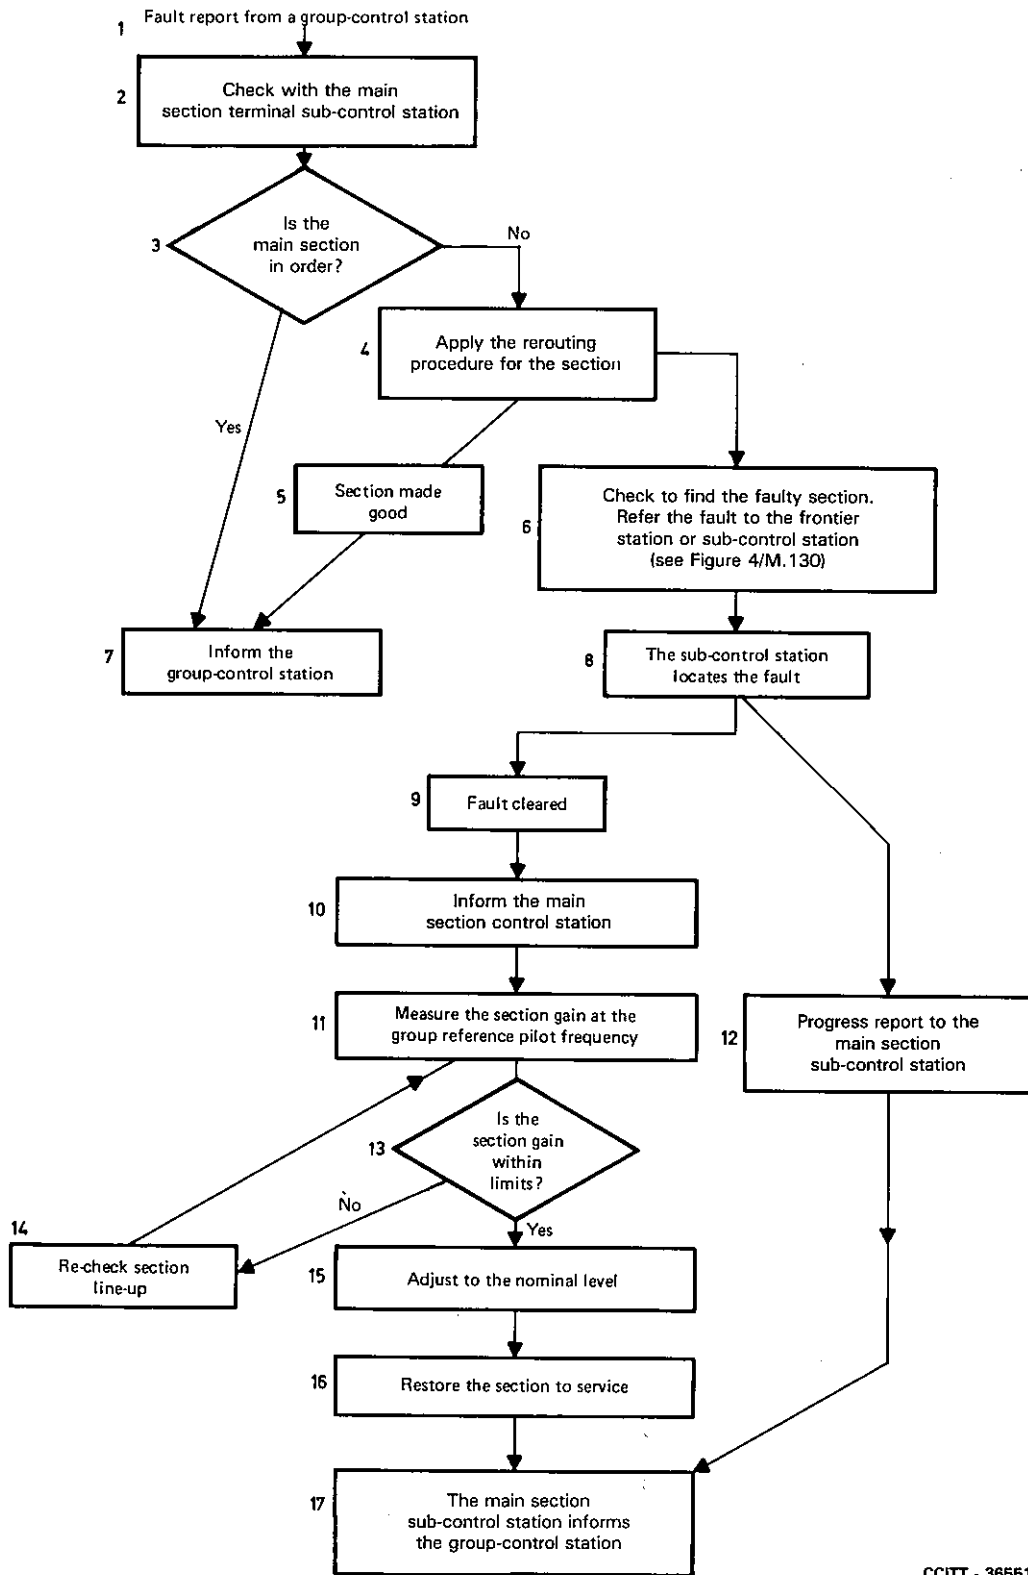 1
Fault report from a group-control station
2
Check with the main
section terminal sub-control station
3
Is the
main section
in order?
No
Yes
4
Apply the rerouting
procedure for the section
5
Section made
good
6
Check to find the faulty section.
Refer the fault to the frontier
station or sub-control station
(see Figure 4/M.130)
7
Inform the
group-control station
8
The sub-control station
locates the fault
9
Fault cleared
10
Inform the main
section control station
11
Measure the section gain at the
group reference pilot frequency
12
Progress report to the
main section
sub-control station
13
Is the
section gain
within
limits?
No
Yes
14
Re-check section
line-up
15
Adjust to the nominal level
16
Restore the section to service
17
The main section
sub-control station informs
the group-control station